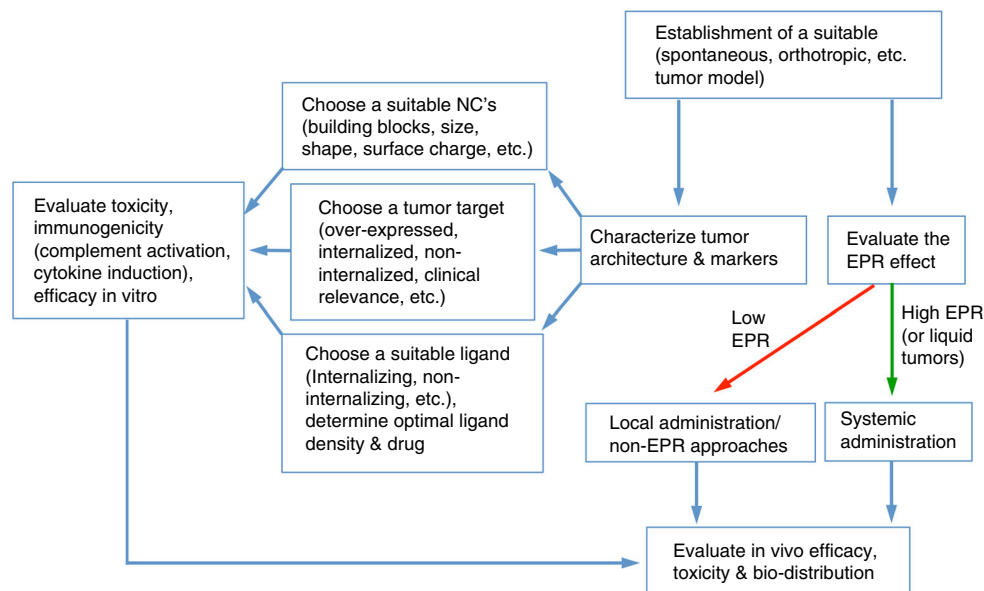 Establishment of a suitable
(spontaneous, orthotropic, etc.
tumor model)
Choose a suitable NC's
(building blocks, size,
shape, surface charge, etc.)
Evaluate toxicity,
immunogenicity
(complement activation,
cytokine induction),
efficacy in vitro
Choose a tumor target
(over-expressed,
internalized, non-
internalized, clinical
relevance, etc.)
Characterize tumor
architecture & markers
Evaluate the
EPR effect
Low
EPR
High EPR
(or liquid
tumors)
Choose a suitable ligand
(Internalizing, non-
internalizing, etc.),
determine optimal ligand
density & drug
Local administration/
non-EPR approaches
Systemic
administration
Evaluate in vivo efficacy,
toxicity & bio-distribution